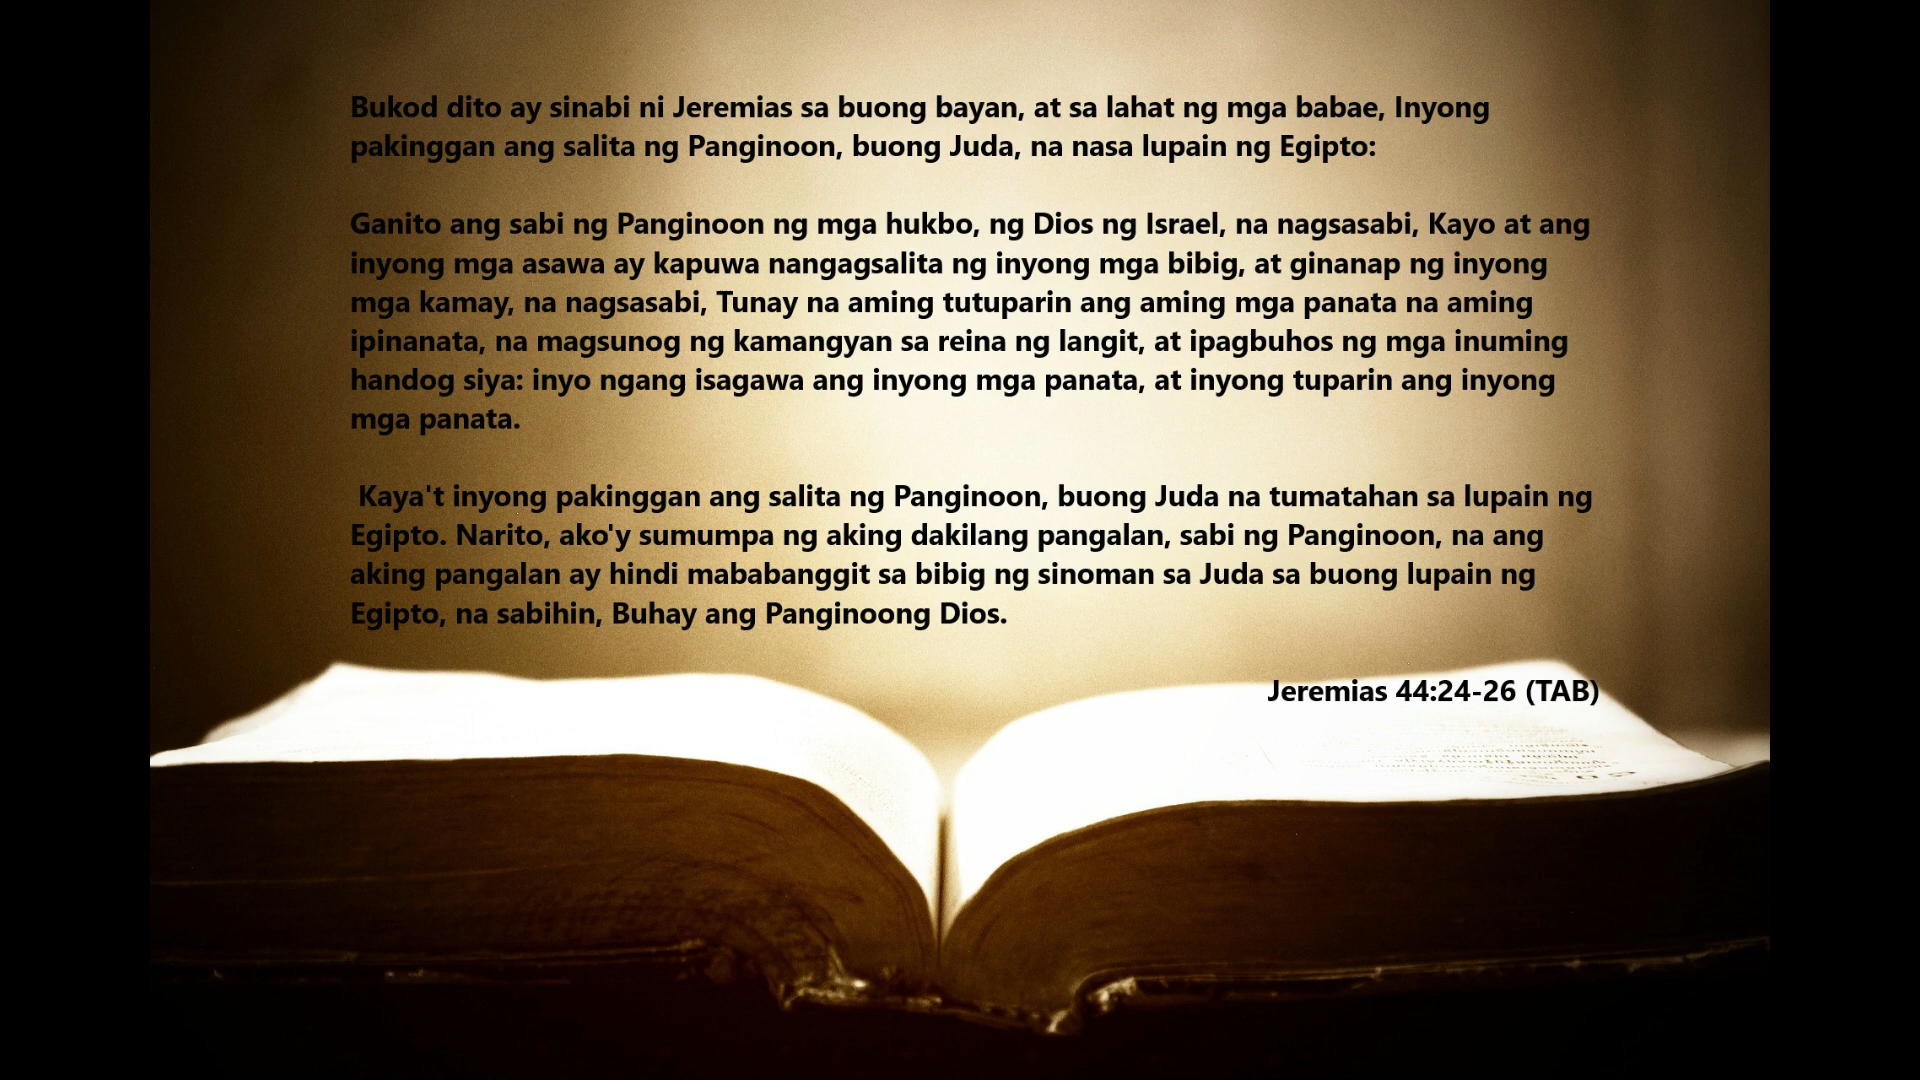 Bukod dito ay sinabi ni Jeremias sa buong bayan, at sa lahat ng mga babae, Inyong
pakinggan ang salita ng Panginoon, buong Juda, na nasa lupain ng Egipto:
Ganito ang sabi ng Panginoon ng mga hukbo, ng Dios ng Israel, na nagsasabi, Kayo at ang
inyong mga asawa ay kapuwa nangagsalita ng inyong mga bibig, at ginanap ng inyong
mga kamay, na nagsasabi, Tunay na aming tutuparin ang aming mga panata na aming
ipinanata, na magsunog ng kamangyan sa reina ng langit, at ipagbuhos ng mga inuming
handog siya: inyo ngang isagawa ang inyong mga panata, at inyong tuparin ang inyong
mga panata.
Kaya't inyong pakinggan ang salita ng Panginoon, buong Juda na tumatahan sa lupain ng
Egipto. Narito, ako'y sumumpa ng aking dakilang pangalan, sabi ng Panginoon, na ang
aking pangalan ay hindi mababanggit sa bibig ng sinoman sa Juda sa buong lupain ng
Egipto, na sabihin, Buhay ang Panginoong Dios.
Jeremias 44:24-26 (TAB)